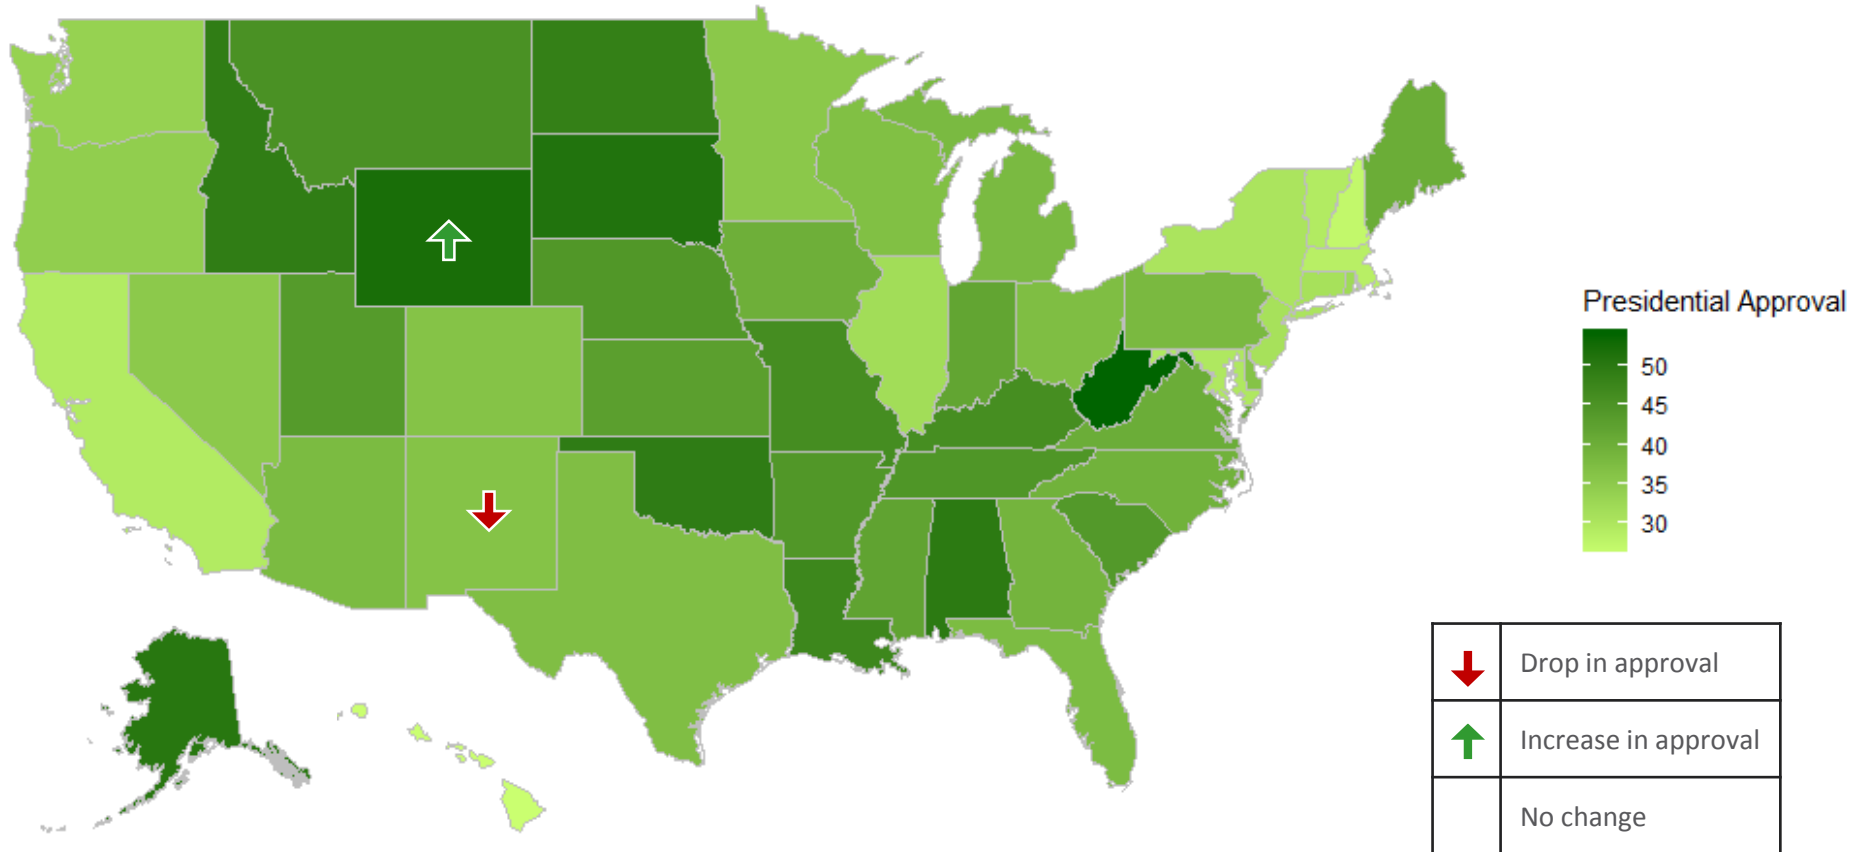 Presidential Approval
50
45
40
35
30
Drop in approval
Increase in approval
No change